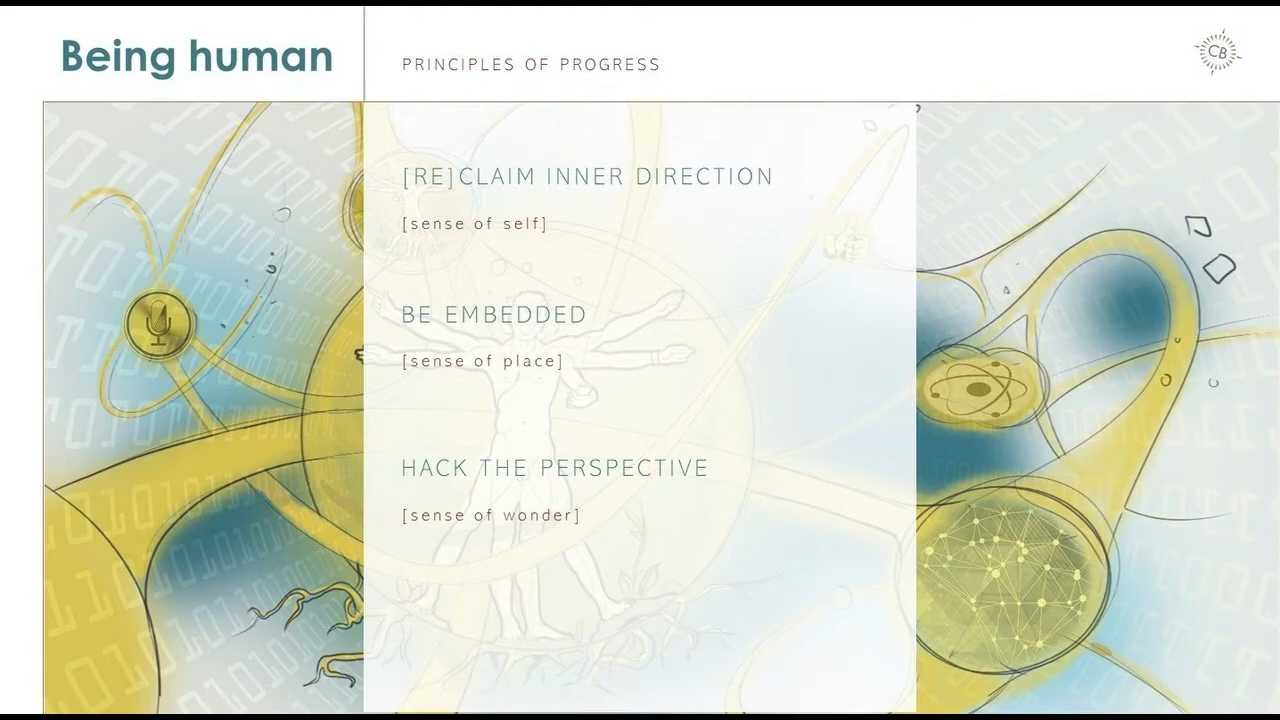 Being human
PRINCIPLES OF PROGRESS
CB
[RE]CLAIM INNER DIRECTION
[sense of self]
BE EMBEDDED
[sense of place]
HACK THE PERSPECTIVE
[sense of wonder]